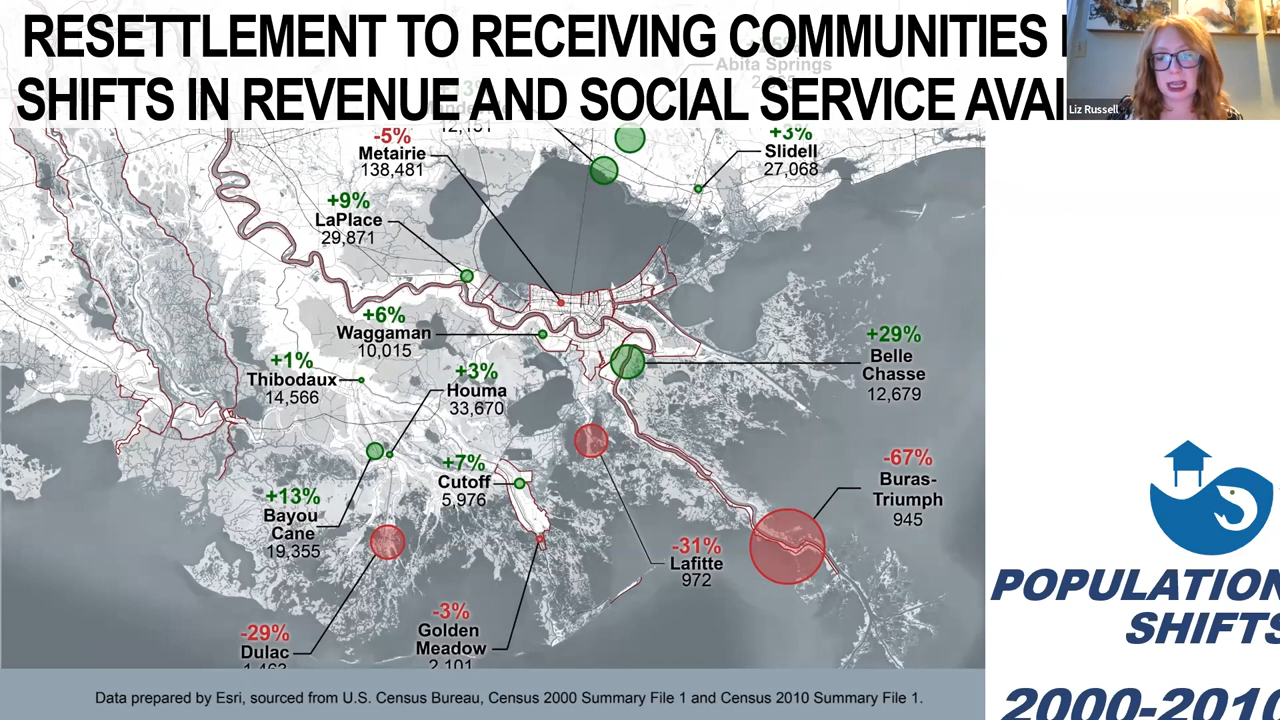 RESETTLEMENT TO RECEIVING COMMUNITIES
SHIFTS IN REVENUE AND SOCIAL SERVICE AVAI
Liz Russell
Abita Springs
12,151
-5%
Metairie
138,481
+3%
Slidell
27,068
+9%
LaPlace
29,871
+6%
Waggaman
10,015
+29%
Belle
Chasse
12,679
+1%
Thibodaux
14,566
+3%
Houma
33,670
+7%
Cutoff
5,976
-67%
Buras-
Triumph
945
+13%
Bayou
Cane
19,355
-31%
Lafitte
972
-29%
Dulac
1,463
-3%
Golden
Meadow
2,101
POPULATION
SHIFTS
2000-2010
Data prepared by Esri, sourced from U.S. Census Bureau, Census 2000 Summary File 1 and Census 2010 Summary File 1.